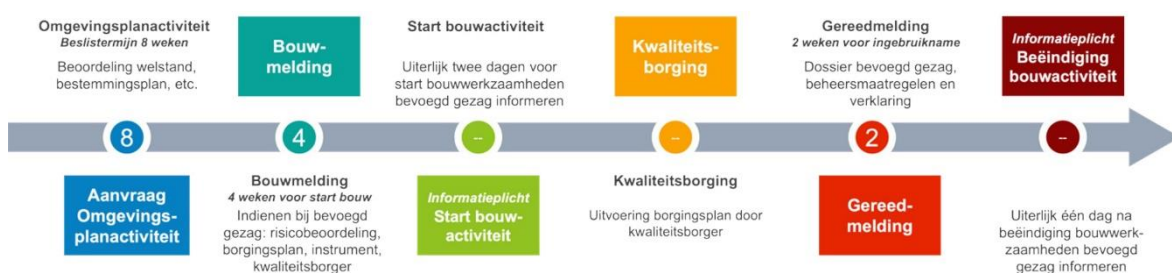 Omgevingsplanactiviteit
Beslistermijn 8 weken
Beoordeling welstand,
bestemmingsplan, etc.
8
Aanvraag
Omgevings-
planactiviteit
Bouw-
melding
4
Bouwmelding
4 weken voor start bouw
Indienen bij bevoegd
gezag: risicobeoordeling,
borgingsplan, instrument,
kwaliteitsborger
Start bouwactiviteit
Uiterlijk twee dagen voor
start bouwwerkzaamheden
bevoegd gezag informeren
--
Informatieplicht
Start bouw-
activiteit
Kwaliteits-
borging
--
Kwaliteitsborging
Uitvoering borgingsplan door
kwaliteitsborger
Gereedmelding
2 weken voor ingebruikname
Dossier bevoegd gezag,
beheersmaatregelen en
verklaring
2
Gereed-
melding
Informatieplicht
Beëindiging
bouwactiviteit
--
Uiterlijk één dag na
beëindiging bouwwerk-
zaamheden bevoegd
gezag informeren